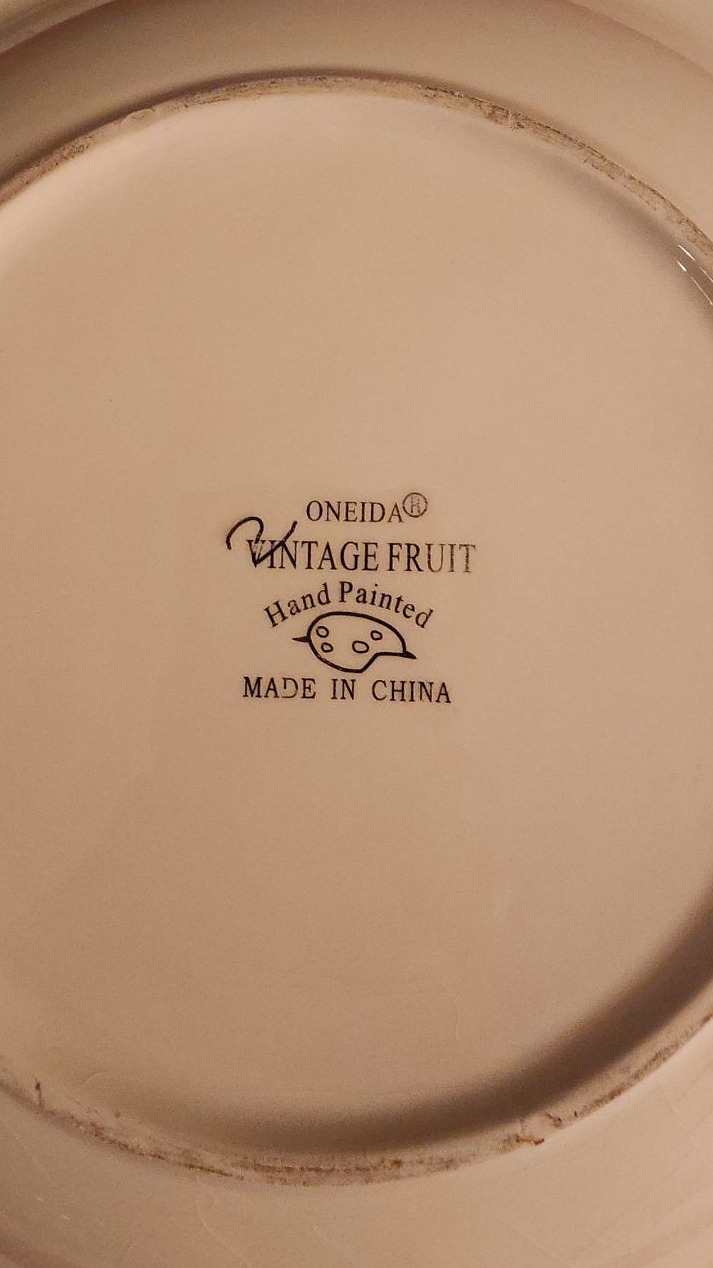 ONEIDA®
VINTAGE FRUIT
Hand Painted
MADE IN CHINA